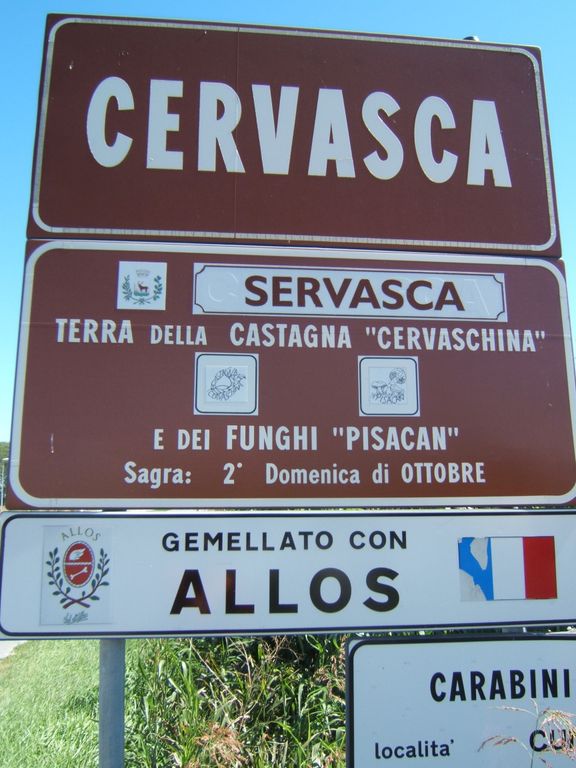 CERVASCA
SERVASCA
TERRA DELLA CASTAGNA "CERVASCHINA"
E DEI FUNGHI "PISACAN"
Sagra: 2° Domenica di OTTOBRE
ALLOS
GEMELLATO CON
ALLOS
CARABINI
localita'